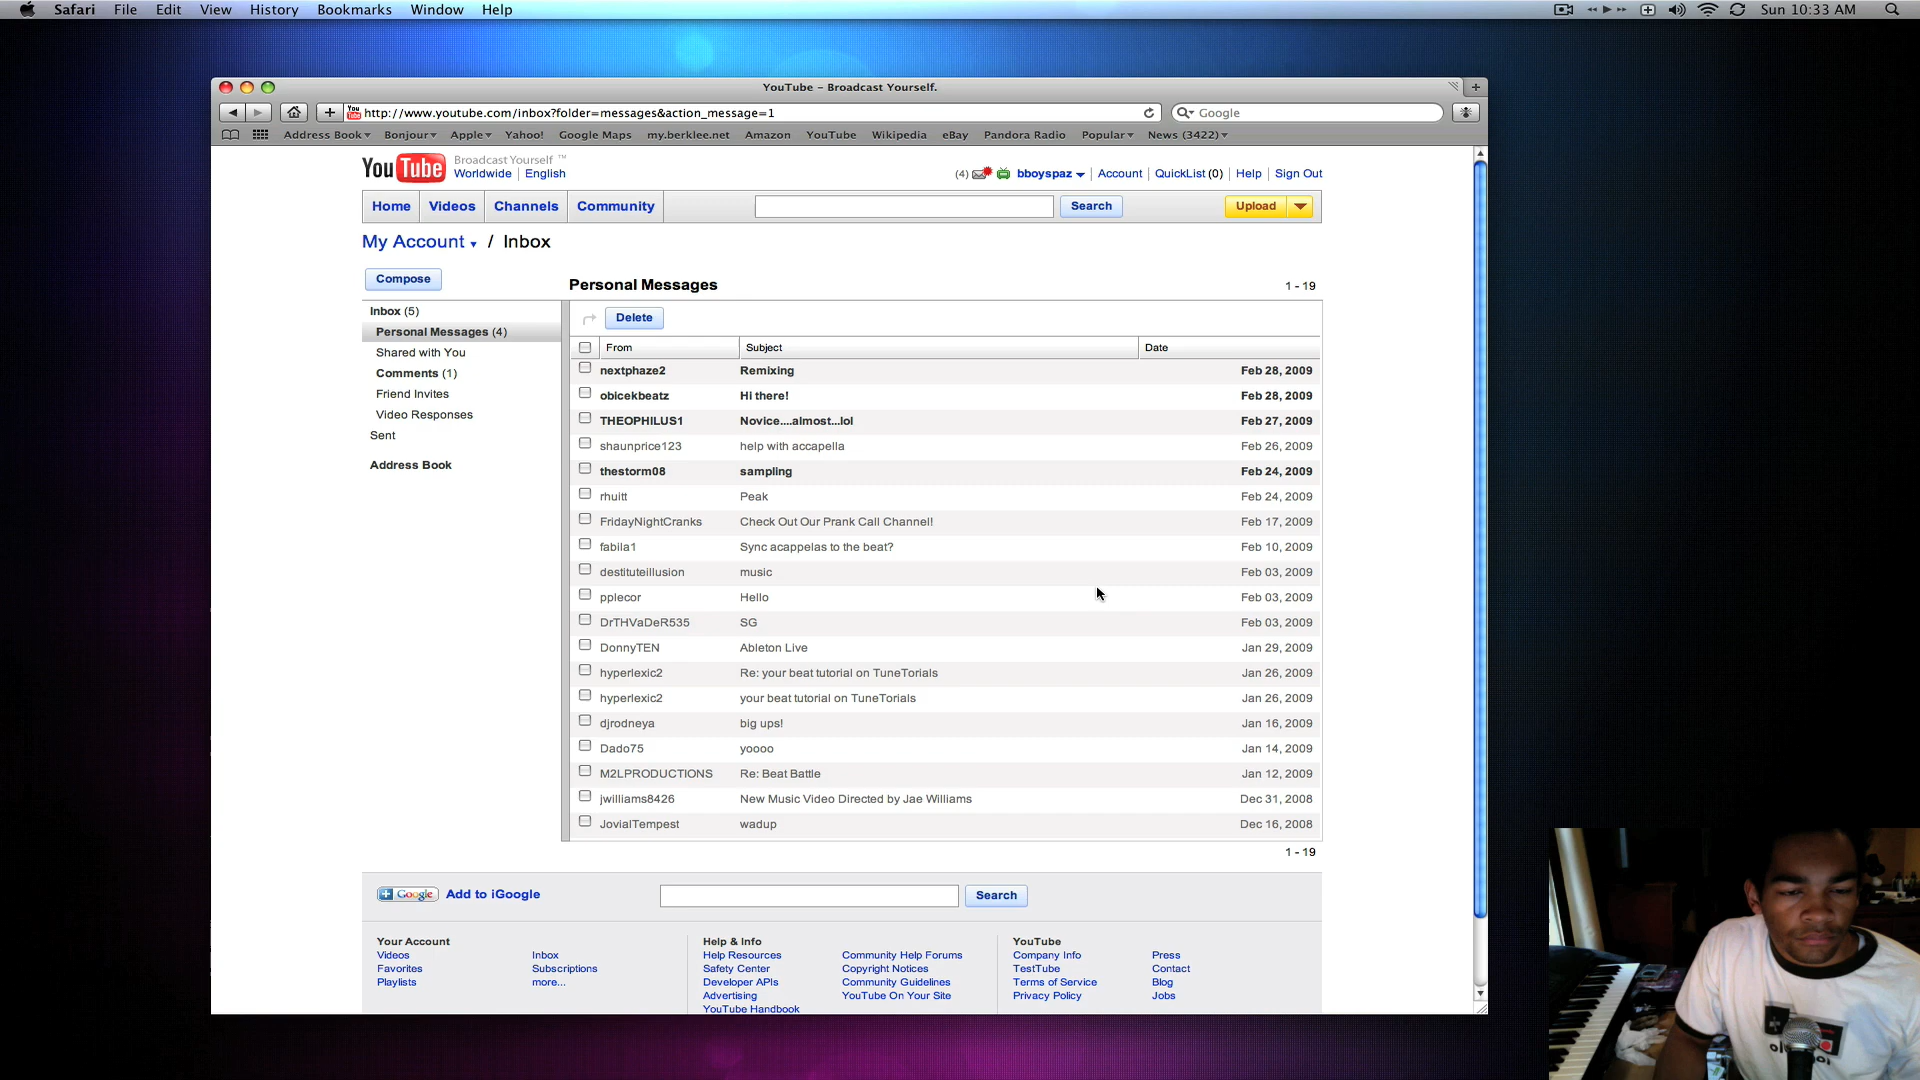 Safari File Edit View History Bookmarks Window Help Sun 10:33 AM
YouTube – Broadcast Yourself.
http://www.youtube.com/inbox?folder=messages&action_message=1 Google
Address Book Bonjour Apple Yahoo! Google Maps my.berklee.net Amazon YouTube Wikipedia eBay Pandora Radio Popular News (3422)
YouTube Broadcast Yourself ™
Worldwide | English (4) bboyspaz | Account | QuickList (0) | Help | Sign Out
Home Videos Channels Community Search Upload
My Account / Inbox
Compose
Personal Messages 1 - 19
Inbox (5)
Personal Messages (4)
Shared with You
Comments (1)
Friend Invites
Video Responses
Sent
Address Book
Delete
From Subject Date
nextphaze2 Remixing Feb 28, 2009
obicekbeatz Hi there! Feb 28, 2009
THEOPHILUS1 Novice....almost...lol Feb 27, 2009
shaunprice123 help with accapella Feb 26, 2009
thestorm08 sampling Feb 24, 2009
rhuitt Peak Feb 24, 2009
FridayNightCranks Check Out Our Prank Call Channel! Feb 17, 2009
fabila1 Sync acappelas to the beat? Feb 10, 2009
destituteillusion music Feb 03, 2009
pplecor Hello Feb 03, 2009
DrTHVaDeR535 SG Feb 03, 2009
DonnyTEN Ableton Live Jan 29, 2009
hyperlexic2 Re: your beat tutorial on TuneTorials Jan 26, 2009
hyperlexic2 your beat tutorial on TuneTorials Jan 26, 2009
djrodneya big ups! Jan 16, 2009
Dado75 yoooo Jan 14, 2009
M2LPRODUCTIONS Re: Beat Battle Jan 12, 2009
jwilliams8426 New Music Video Directed by Jae Williams Dec 31, 2008
JovialTempest wadup Dec 16, 2008
1 - 19
Google Add to iGoogle Search
Your Account Help & Info YouTube
Videos Inbox Help Resources Community Help Forums Company Info Press
Favorites Subscriptions Safety Center Copyright Notices TestTube Contact
Playlists more... Developer APIs Community Guidelines Terms of Service Blog
Advertising YouTube On Your Site Privacy Policy Jobs
YouTube Handbook